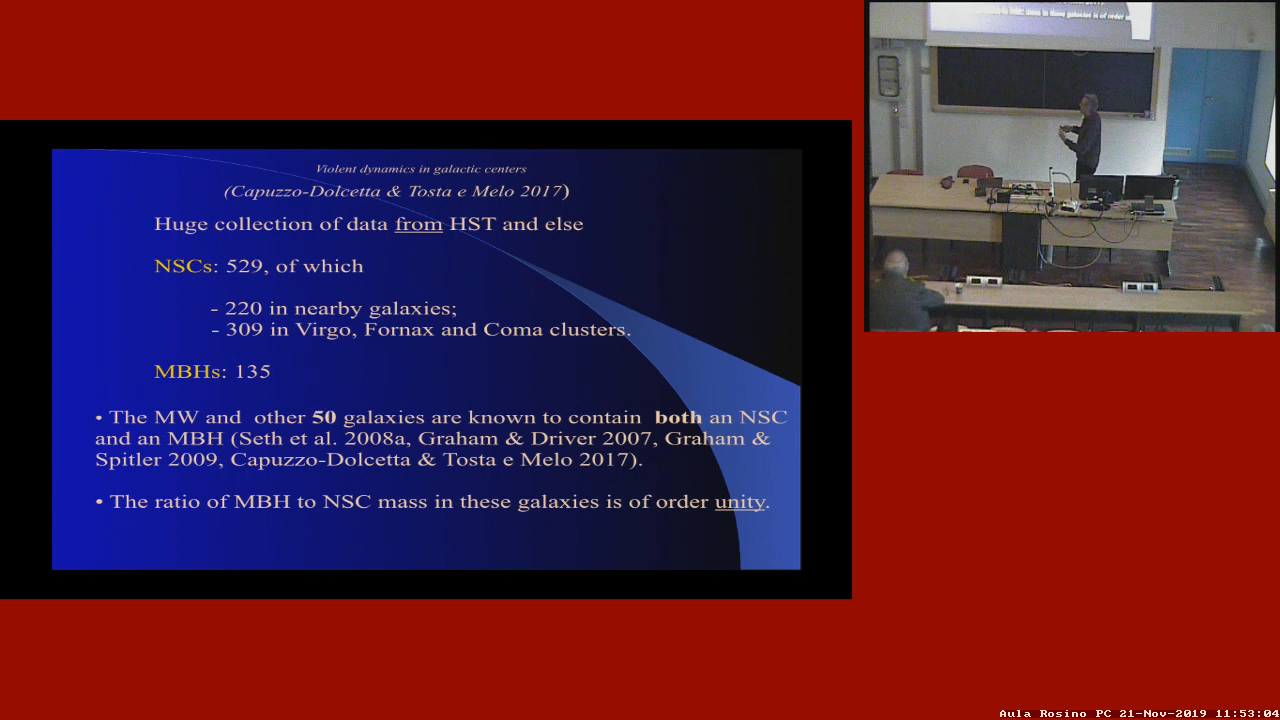 Violent dynamics in galactic centers
(Capuzzo-Dolcetta & Tosta e Melo 2017)
Huge collection of data from HST and else
NSCs: 529, of which
- 220 in nearby galaxies;
- 309 in Virgo, Fornax and Coma clusters.
MBHs: 135
• The MW and other 50 galaxies are known to contain both an NSC
and an MBH (Seth et al. 2008a, Graham & Driver 2007, Graham &
Spitler 2009, Capuzzo-Dolcetta & Tosta e Melo 2017).
• The ratio of MBH to NSC mass in these galaxies is of order unity.
Aula Rosino PC 21-Nov-2019 11:53:04